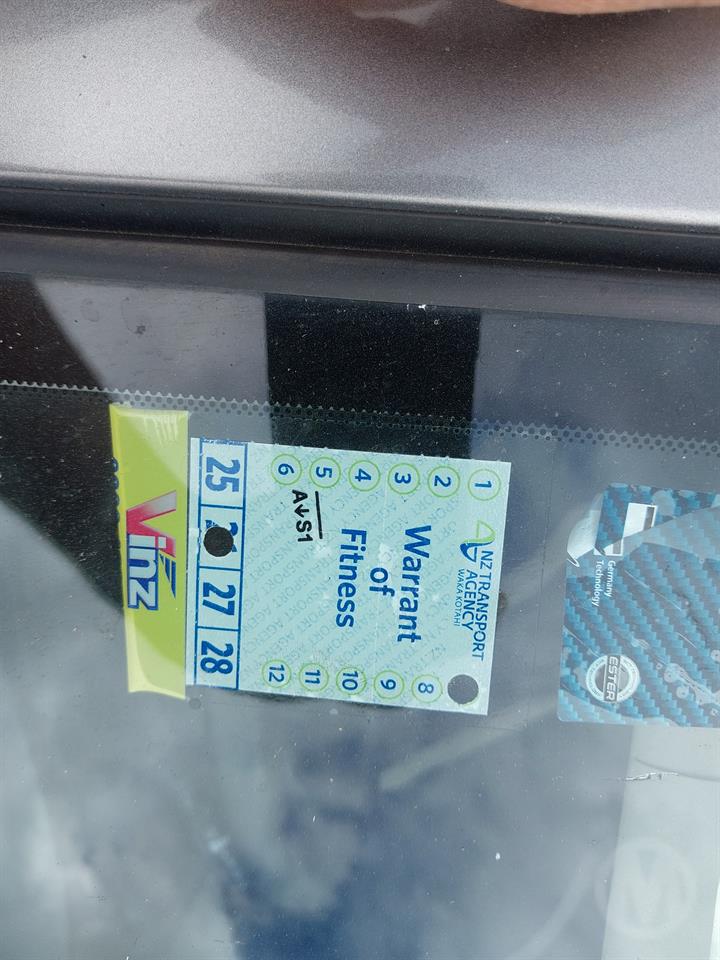 NZ TRANSPORT
AGENCY
WAKA KOTAHI
Warrant
of
Fitness
1
2
3
4
5
6
8
9
10
11
12
A↓S1
25
27
28
Vinz
Germany
Technology
ESTER
M